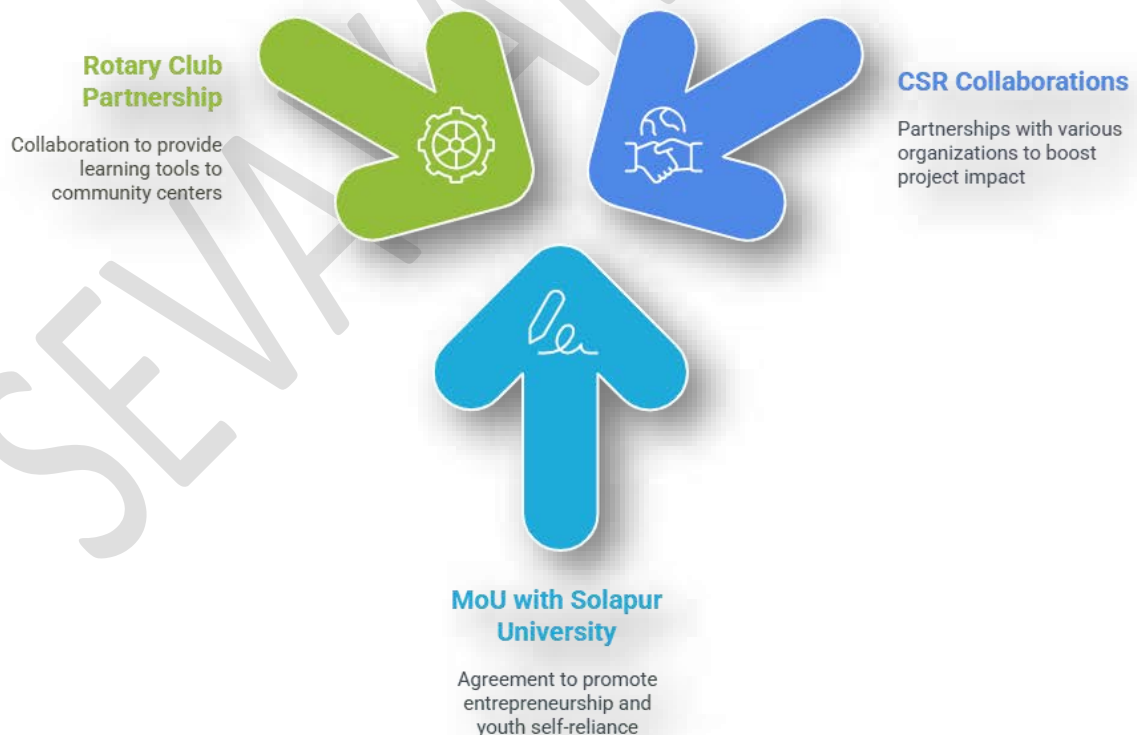 Rotary Club
Partnership
Collaboration to provide
learning tools to
community centers
CSR Collaborations
Partnerships with various
organizations to boost
project impact
MoU with Solapur
University
Agreement to promote
entrepreneurship and
youth self-reliance